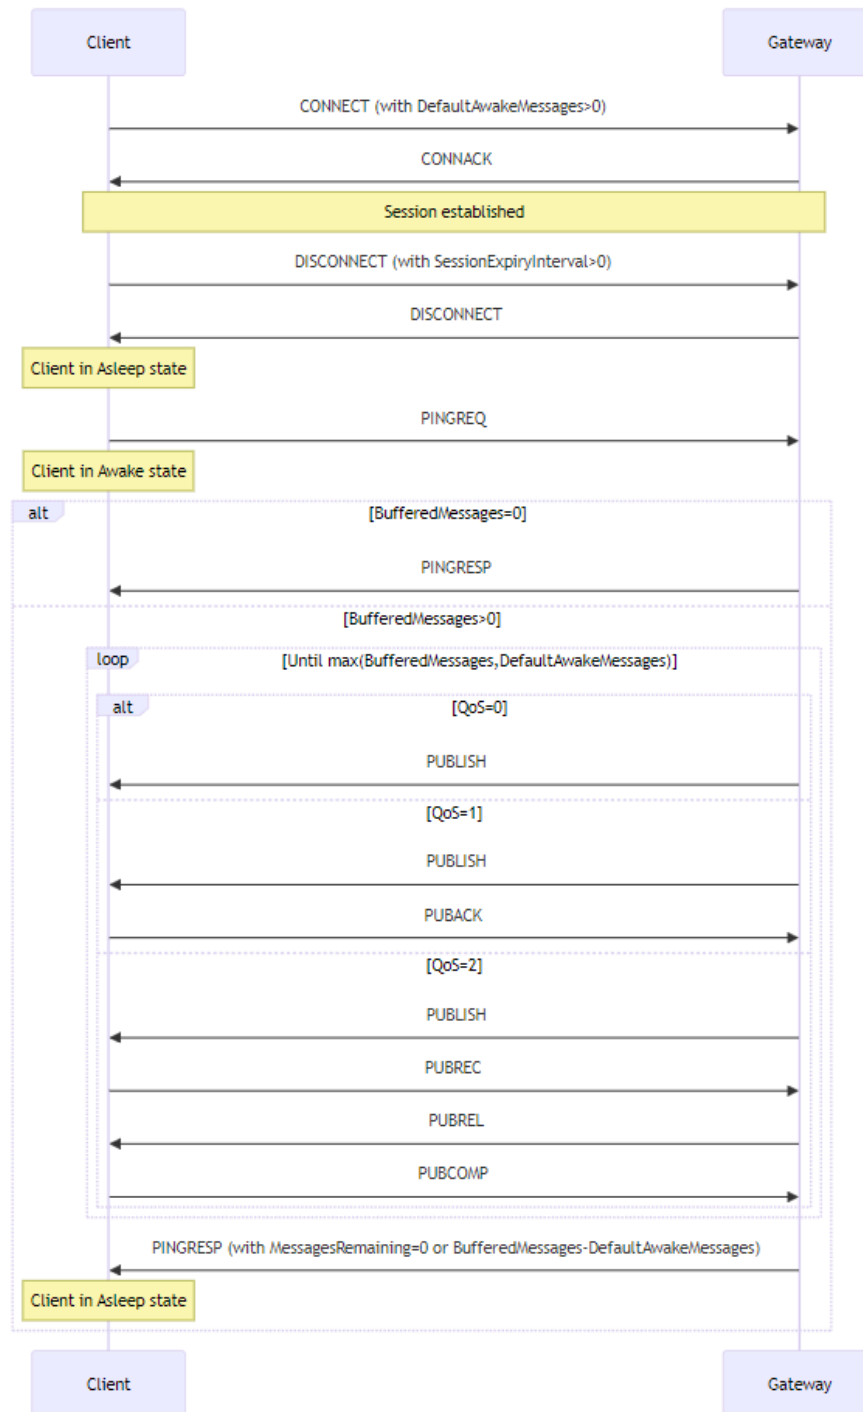 Client
Gateway
CONNECT (with DefaultAwakeMessages>0)
CONNACK
Session established
DISCONNECT (with SessionExpiryInterval>0)
DISCONNECT
Client in Asleep state
PINGREQ
Client in Awake state
alt
[BufferedMessages=0]
PINGRESP
[BufferedMessages>0]
loop
[Until max(BufferedMessages,DefaultAwakeMessages)]
alt
[QoS=0]
PUBLISH
[QoS=1]
PUBLISH
PUBACK
[QoS=2]
PUBLISH
PUBREC
PUBREL
PUBCOMP
PINGRESP (with MessagesRemaining=0 or BufferedMessages-DefaultAwakeMessages)
Client in Asleep state
Client
Gateway